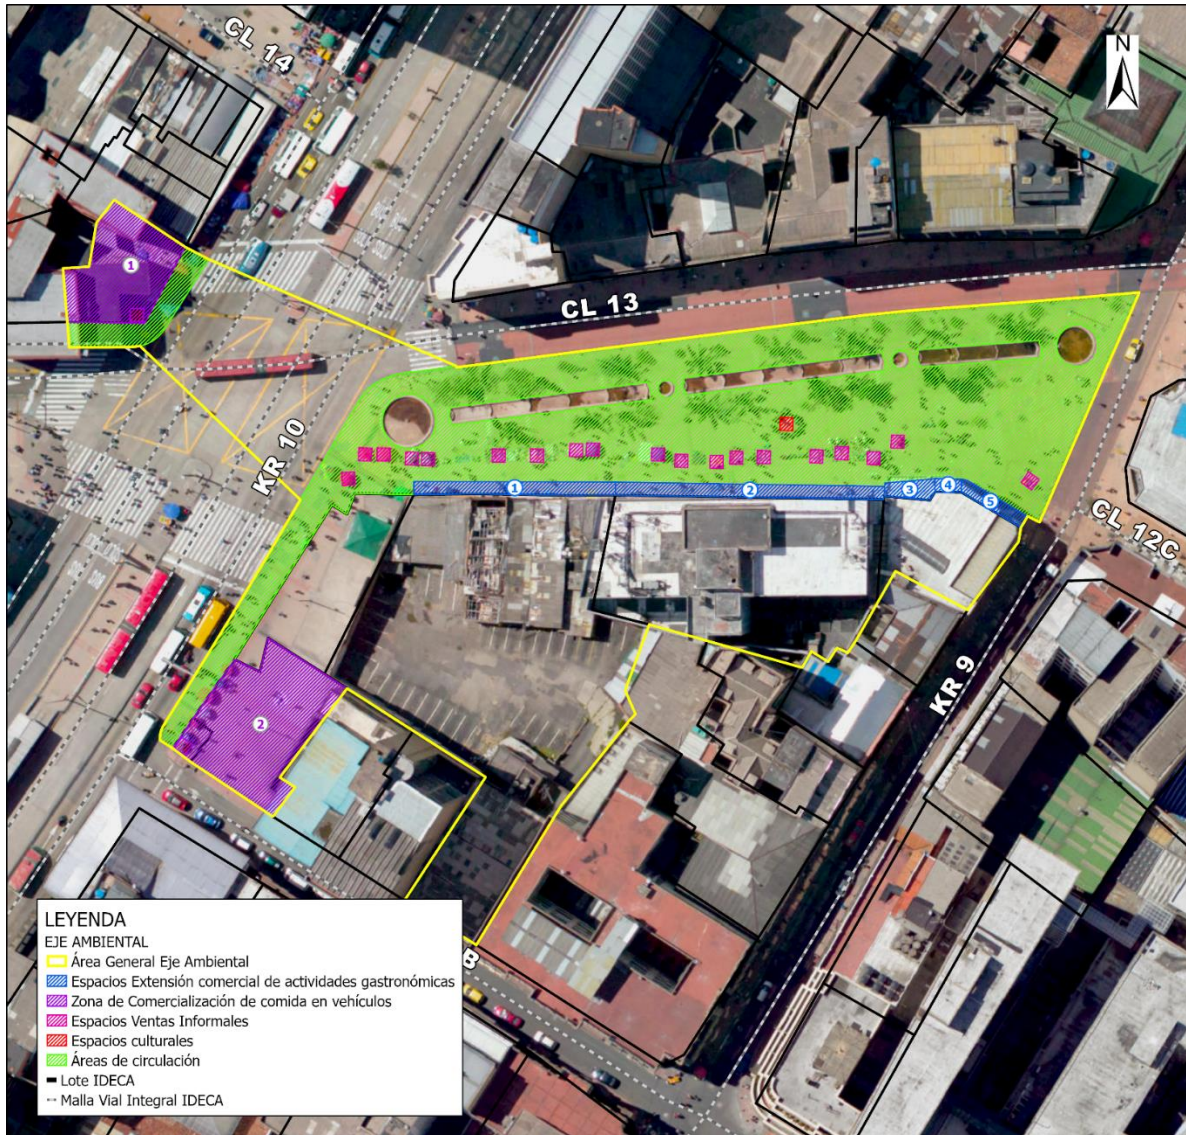 CL 14
N
1
CL 13
KR 10
1
2
3
4
5
CL 12C
KR 9
2
B
LEYENDA
EJE AMBIENTAL
Área General Eje Ambiental
Espacios Extensión comercial de actividades gastronómicas
Zona de Comercialización de comida en vehículos
Espacios Ventas Informales
Espacios culturales
Áreas de circulación
Lote IDECA
Malla Vial Integral IDECA